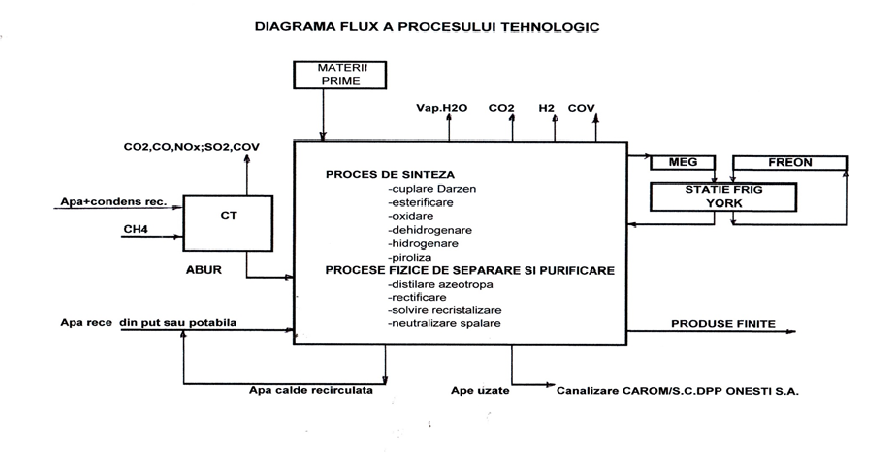 DIAGRAMA FLUX A PROCESULUI TEHNOLOGIC
MATERII
PRIME
Vap.H2O CO2 H2 COV
CO2,CO,NOx;SO2,COV
MEG FREON
PROCES DE SINTEZA
-cuplare Darzen
-esterificare
-oxidare
-dehidrogenare
-hidrogenare
-piroliza
PROCESE FIZICE DE SEPARARE SI PURIFICARE
-distilare azeotropa
-rectificare
-solvire recristalizare
-neutralizare spalare
STATIE FRIG
YORK
Apa+condens rec.
CT
CH4
ABUR
Apa rece din put sau potabila
PRODUSE FINITE
Apa calde recirculata
Ape uzate
Canalizare CAROM/S.C.DPP ONESTI S.A.